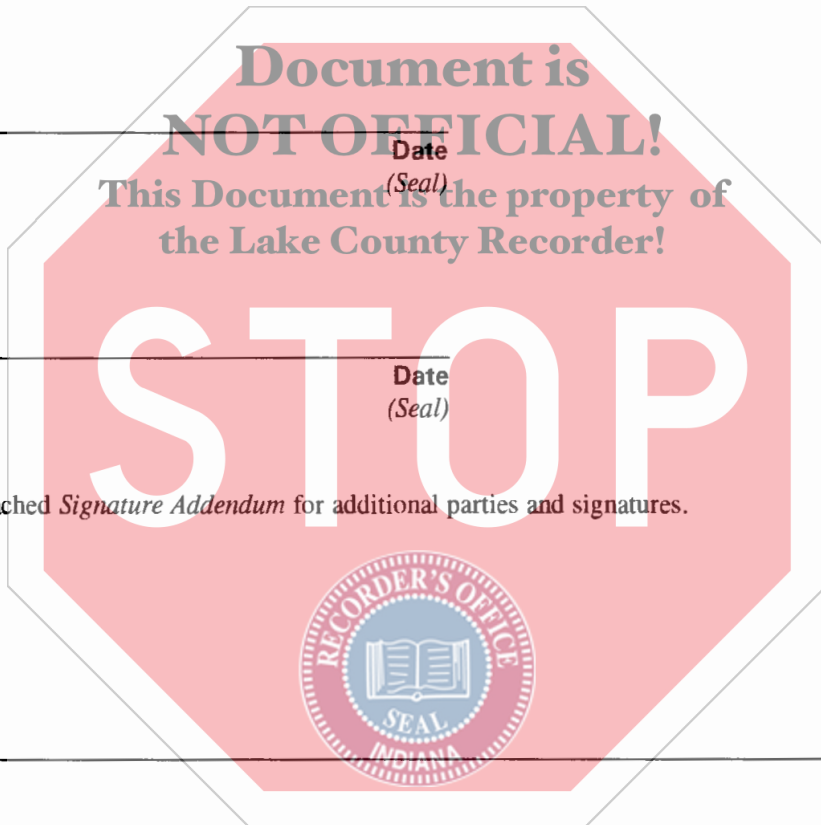 Document is
NOT OFFICIAL!
Date
(Seal)
This Document is the property of
the Lake County Recorder!
STOP
Date
(Seal)
ched Signature Addendum for additional parties and signatures.
RECORDER'S OFFICE
SEAL
INDIANA